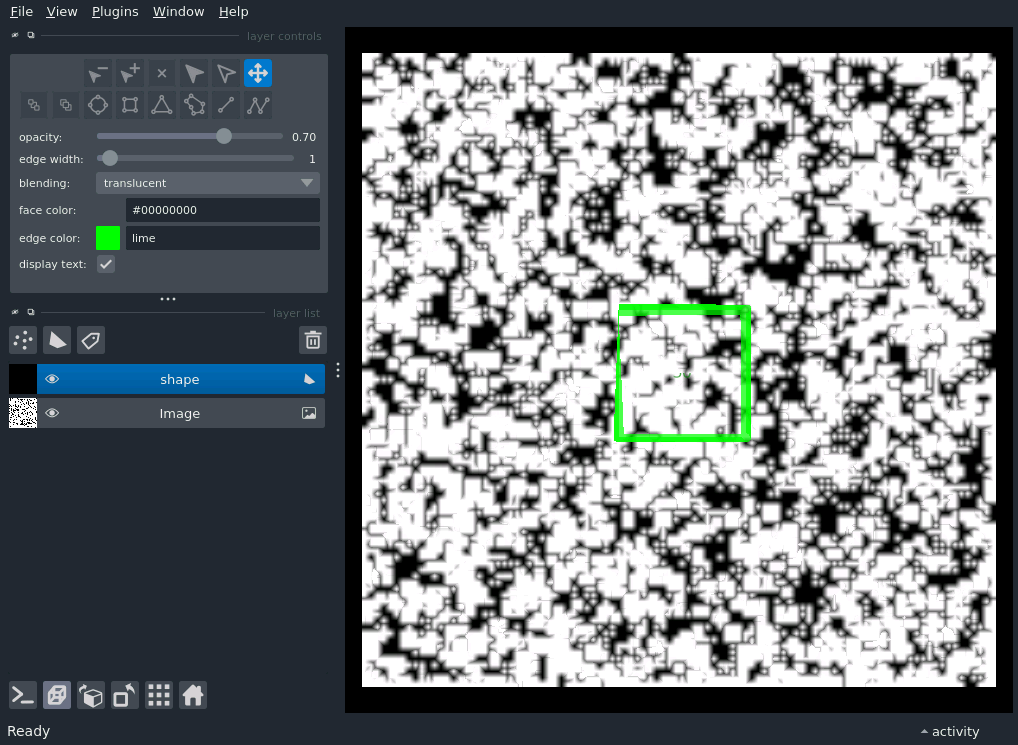 File View Plugins Window Help
layer controls
opacity: 0.70
edge width: 1
blending: translucent
face color: #00000000
edge color: lime
display text:
layer list
shape
Image
Ready
activity